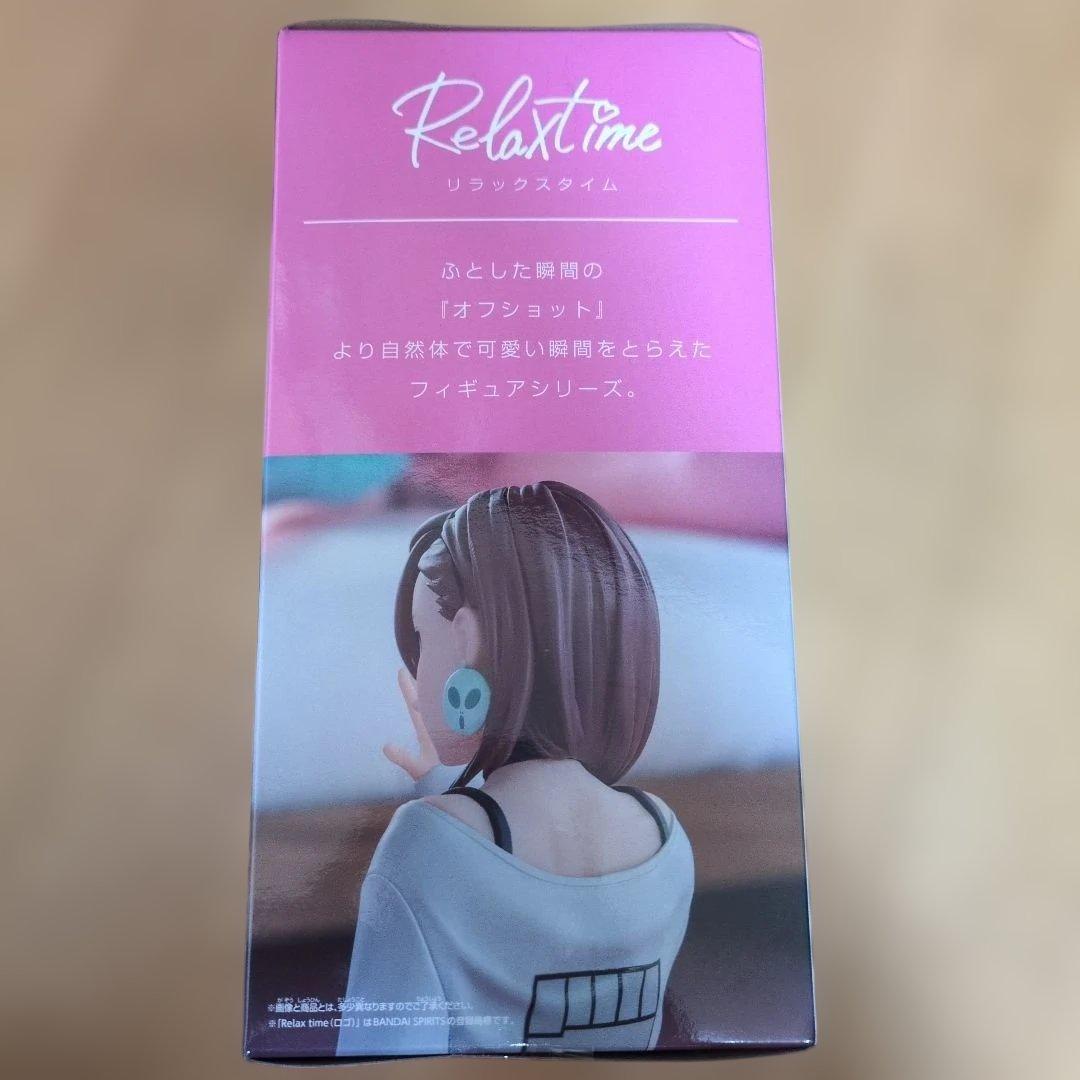 Relaxtime
リラックスタイム
ふとした瞬間の
『オフショット』
より自然体で可愛い瞬間をとらえた
フィギュアシリーズ。
※画像と商品とは、多少異なりますのでご了承ください。
※「Relax time(ロゴ)」はBANDAI SPIRITSの登録商標です。